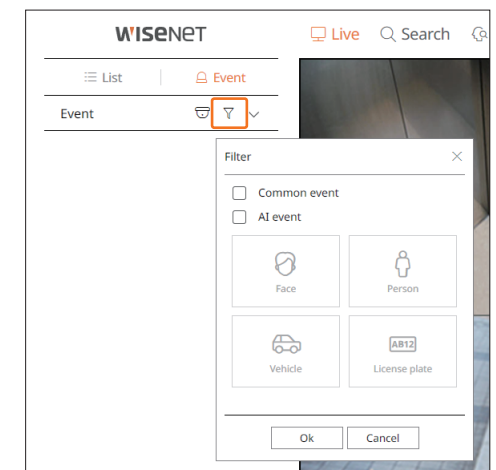 WISENET
Live Search
List Event
Event
Filter
Common event
AI event
Face Person
AB12
Vehicle License plate
Ok Cancel